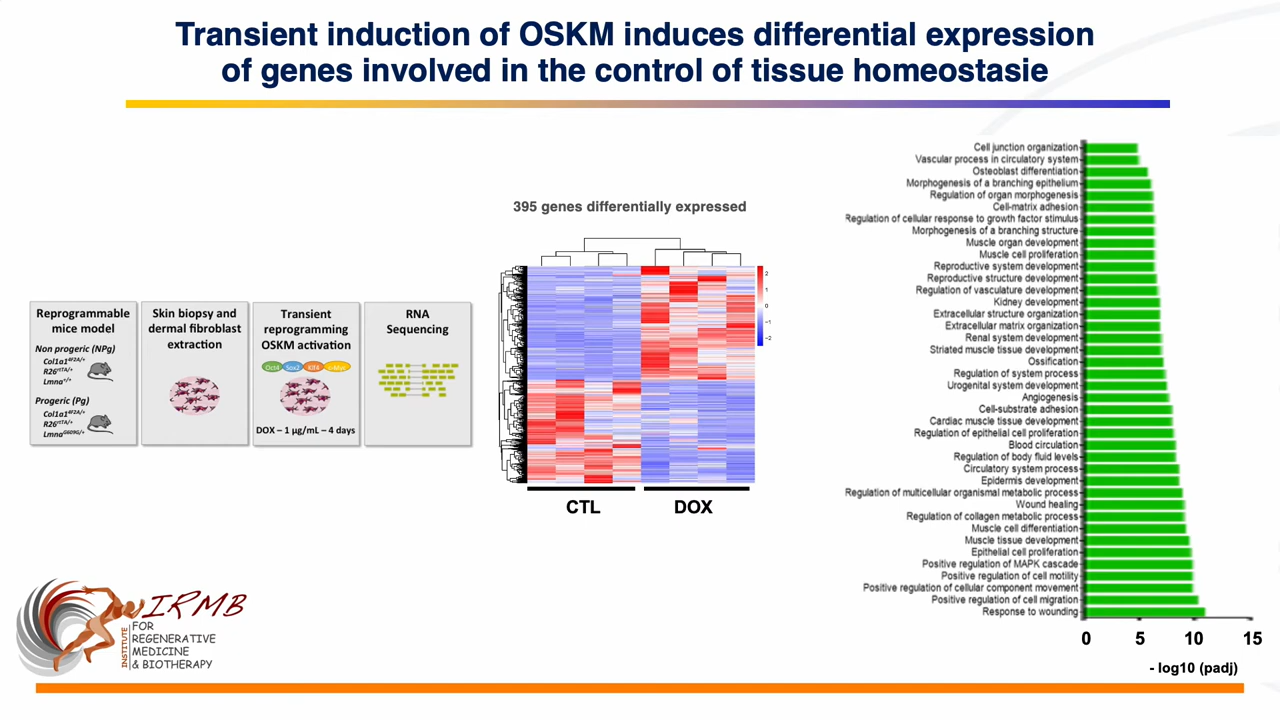 Transient induction of OSKM induces differential expression
of genes involved in the control of tissue homeostasie
Reprogrammable
mice model
Non progeric (NPg)
Col1a1 4F2A/+
R26 rtTA/+
Lmna +/+
Progeric (Pg)
Col1a1 4F2A/+
R26 rtTA/+
Lmna G609G/+
Skin biopsy and
dermal fibroblast
extraction
Transient
reprogramming
OSKM activation
Oct4 Sox2 Klf4 c-Myc
DOX – 1 µg/mL – 4 days
RNA
Sequencing
395 genes differentially expressed
2
1
0
−1
−2
CTL
DOX
Cell junction organization
Vascular process in circulatory system
Osteoblast differentiation
Morphogenesis of a branching epithelium
Regulation of organ morphogenesis
Cell-matrix adhesion
Regulation of cellular response to growth factor stimulus
Morphogenesis of a branching structure
Muscle organ development
Muscle cell proliferation
Reproductive system development
Reproductive structure development
Regulation of vasculature development
Kidney development
Extracellular structure organization
Extracellular matrix organization
Renal system development
Striated muscle tissue development
Ossification
Regulation of system process
Urogenital system development
Angiogenesis
Cell-substrate adhesion
Cardiac muscle tissue development
Regulation of epithelial cell proliferation
Blood circulation
Regulation of body fluid levels
Circulatory system process
Epidermis development
Regulation of multicellular organismal metabolic process
Wound healing
Regulation of collagen metabolic process
Muscle cell differentiation
Muscle tissue development
Epithelial cell proliferation
Positive regulation of MAPK cascade
Positive regulation of cell motility
Positive regulation of cellular component movement
Positive regulation of cell migration
Response to wounding
0 5 10 15
- log10 (padj)
IRMB
INSTITUTE
FOR
REGENERATIVE
MEDICINE
& BIOTHERAPY